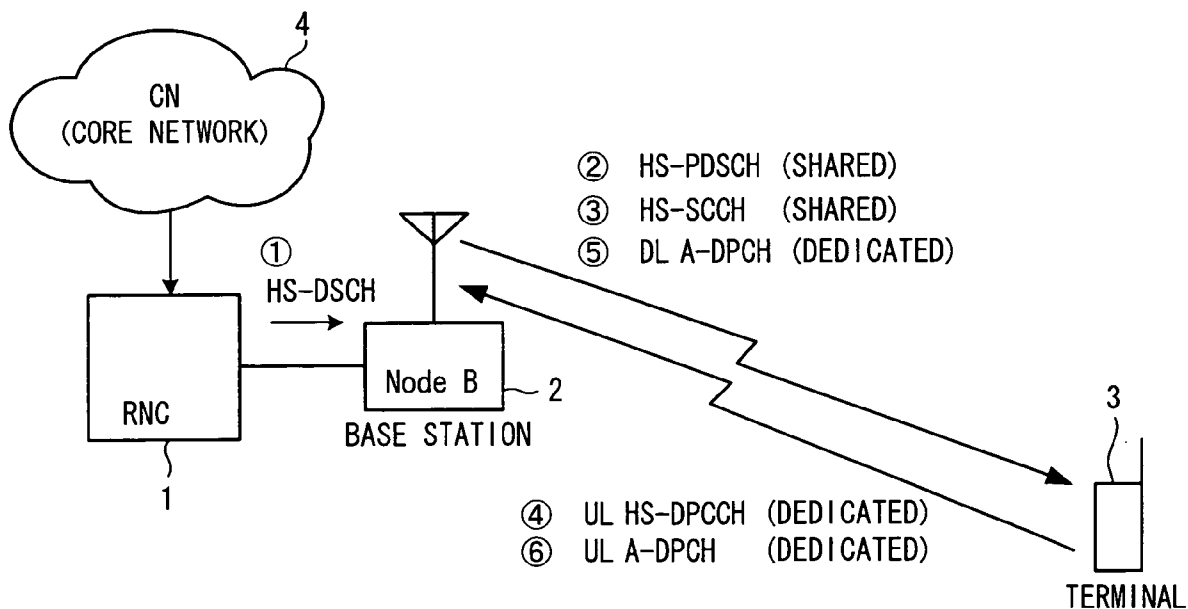 4
CN
(CORE NETWORK)
② HS-PDSCH (SHARED)
③ HS-SCCH (SHARED)
⑤ DL A-DPCH (DEDICATED)
①
HS-DSCH
RNC
1
Node B
2
BASE STATION
3
④ UL HS-DPCCH (DEDICATED)
⑥ UL A-DPCH (DEDICATED)
TERMINAL